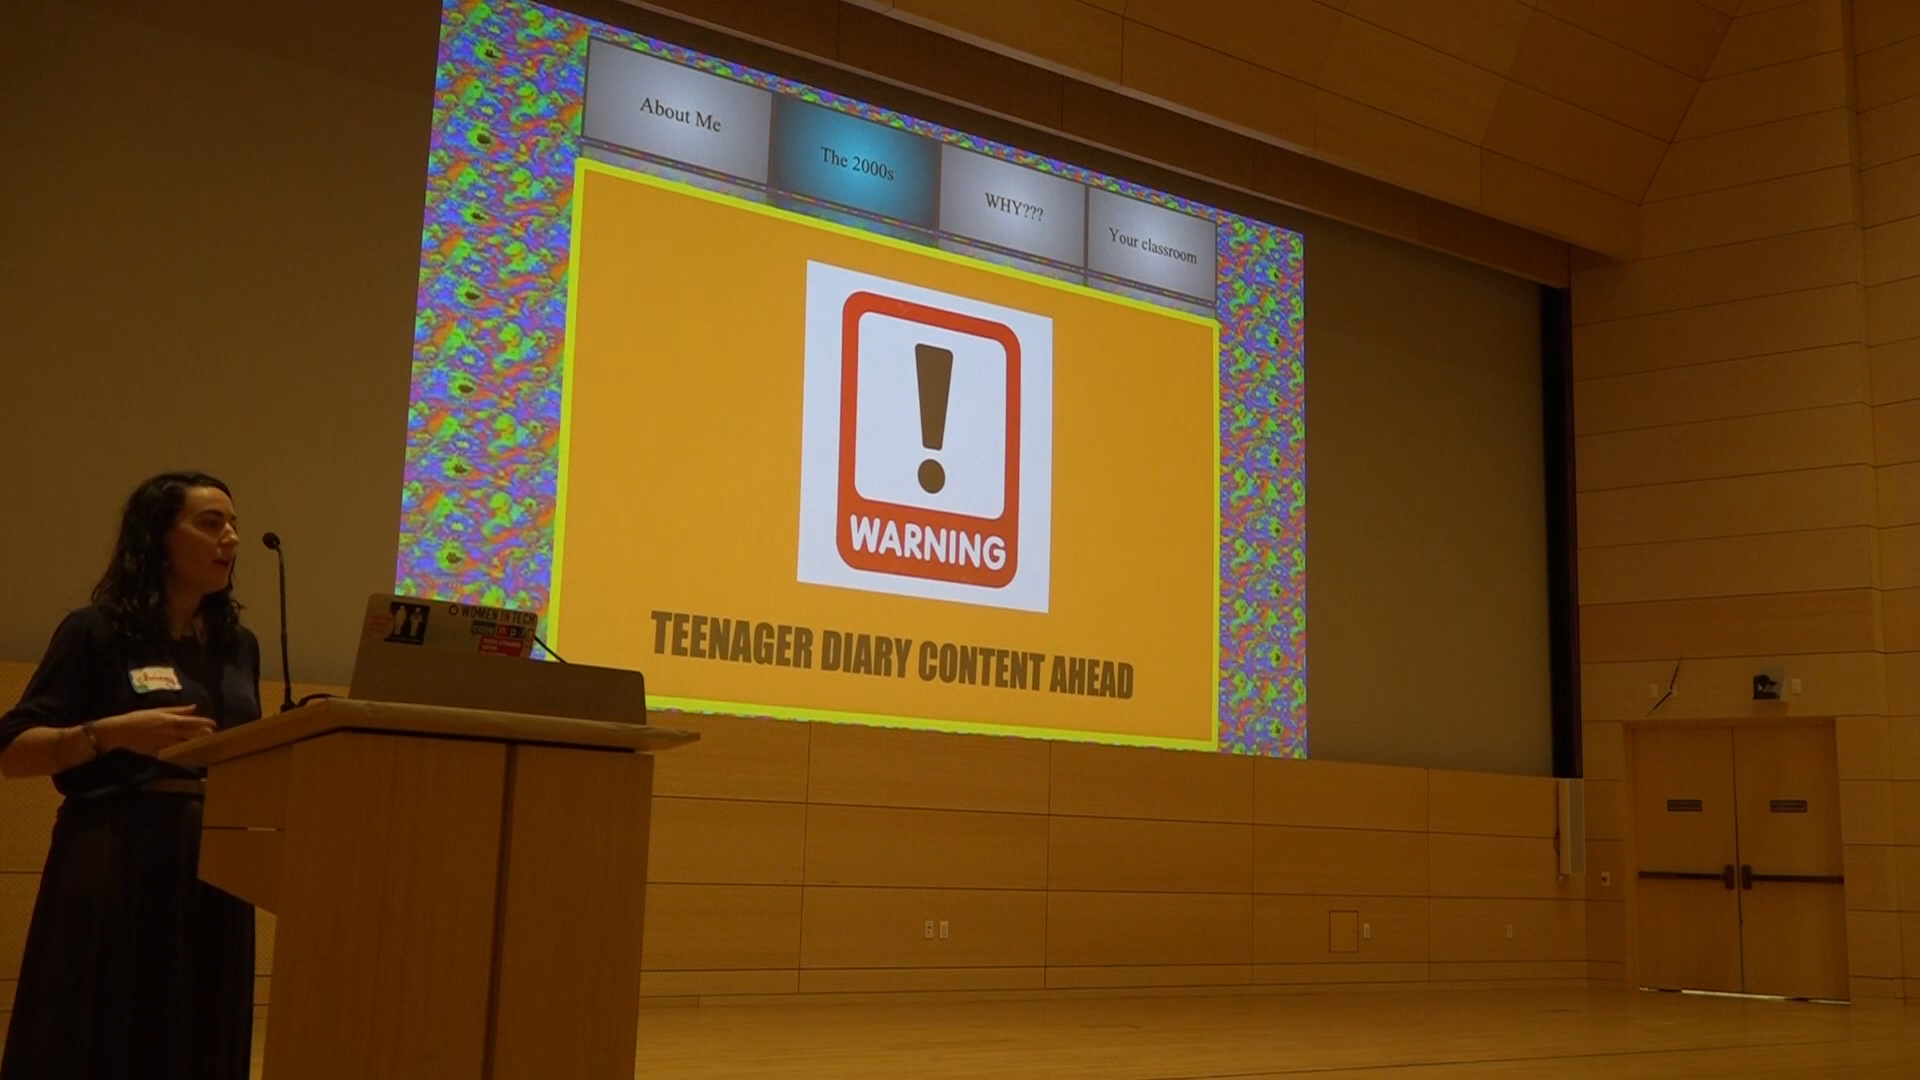 About Me
The 2000s
WHY???
Your classroom
WARNING
TEENAGER DIARY CONTENT AHEAD
WOMEN IN TECH